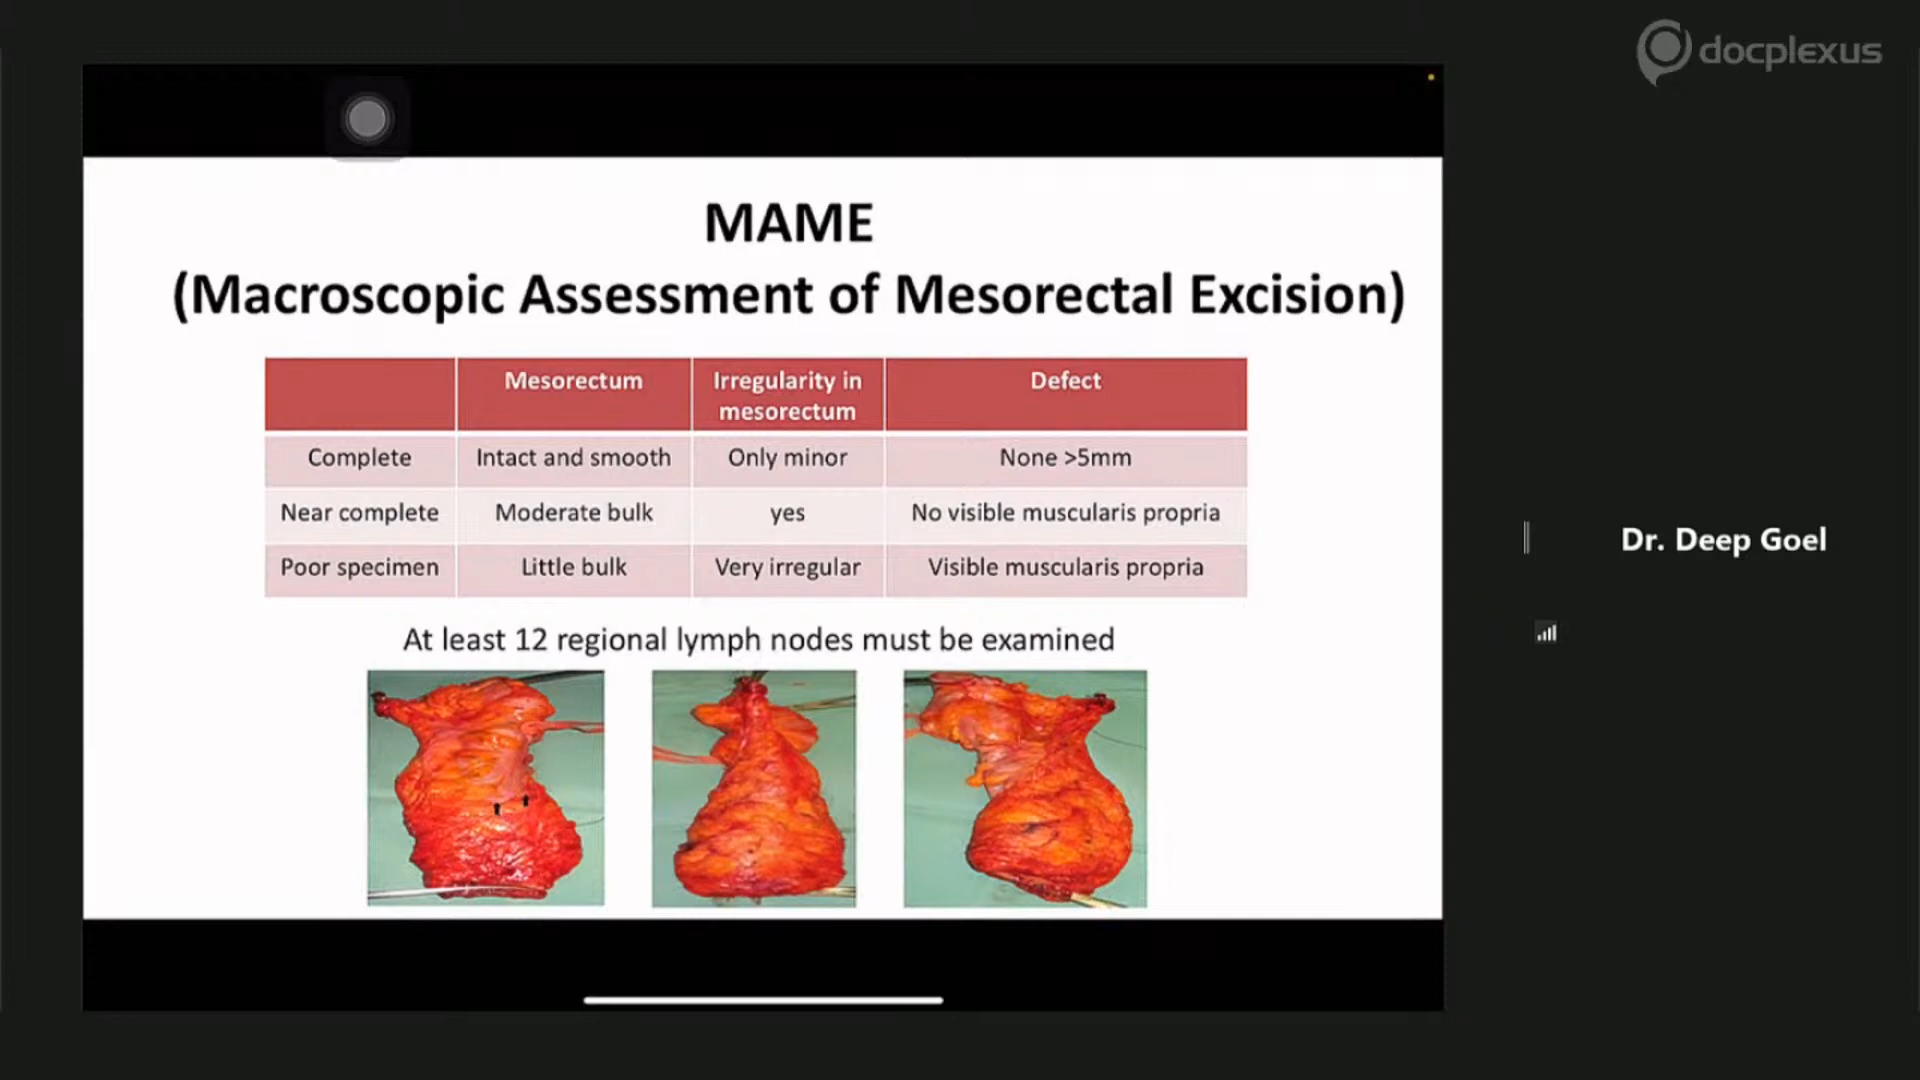 docplexus
MAME
(Macroscopic Assessment of Mesorectal Excision)
Mesorectum
Irregularity in
mesorectum
Defect
Complete
Intact and smooth
Only minor
None >5mm
Near complete
Moderate bulk
yes
No visible muscularis propria
Poor specimen
Little bulk
Very irregular
Visible muscularis propria
At least 12 regional lymph nodes must be examined
Dr. Deep Goel